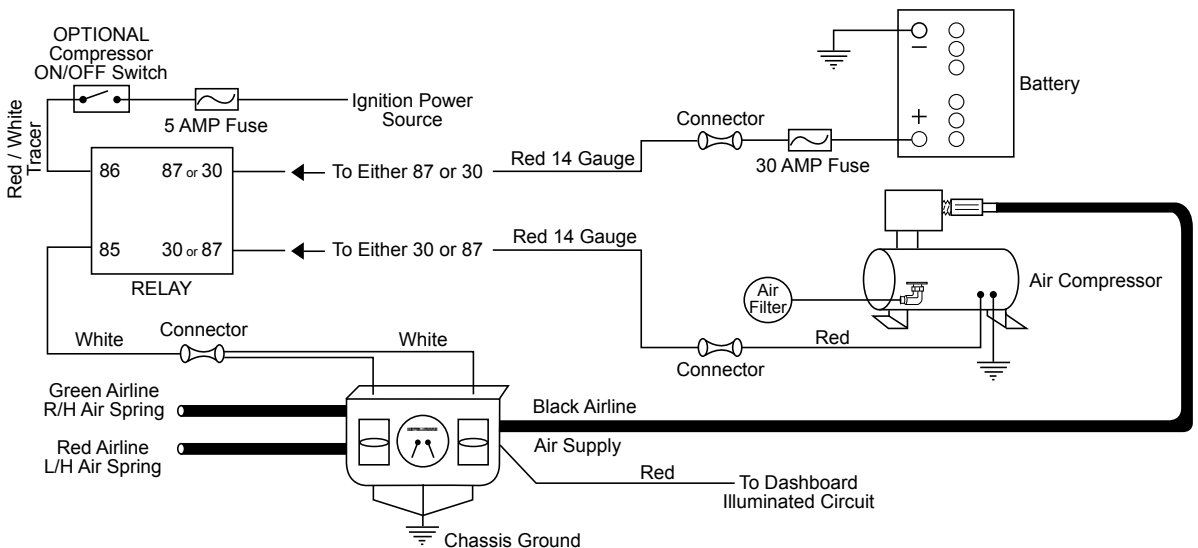 OPTIONAL
Compressor
ON/OFF Switch
Red / White
Tracer
5 AMP Fuse
Ignition Power
Source
Connector
30 AMP Fuse
−
+
Battery
86
87 or 30
To Either 87 or 30
Red 14 Gauge
85
30 or 87
To Either 30 or 87
Red 14 Gauge
RELAY
Air
Filter
Air Compressor
White
Connector
White
Red
Connector
Green Airline
R/H Air Spring
Red Airline
L/H Air Spring
Black Airline
Air Supply
Red
To Dashboard
Illuminated Circuit
Chassis Ground